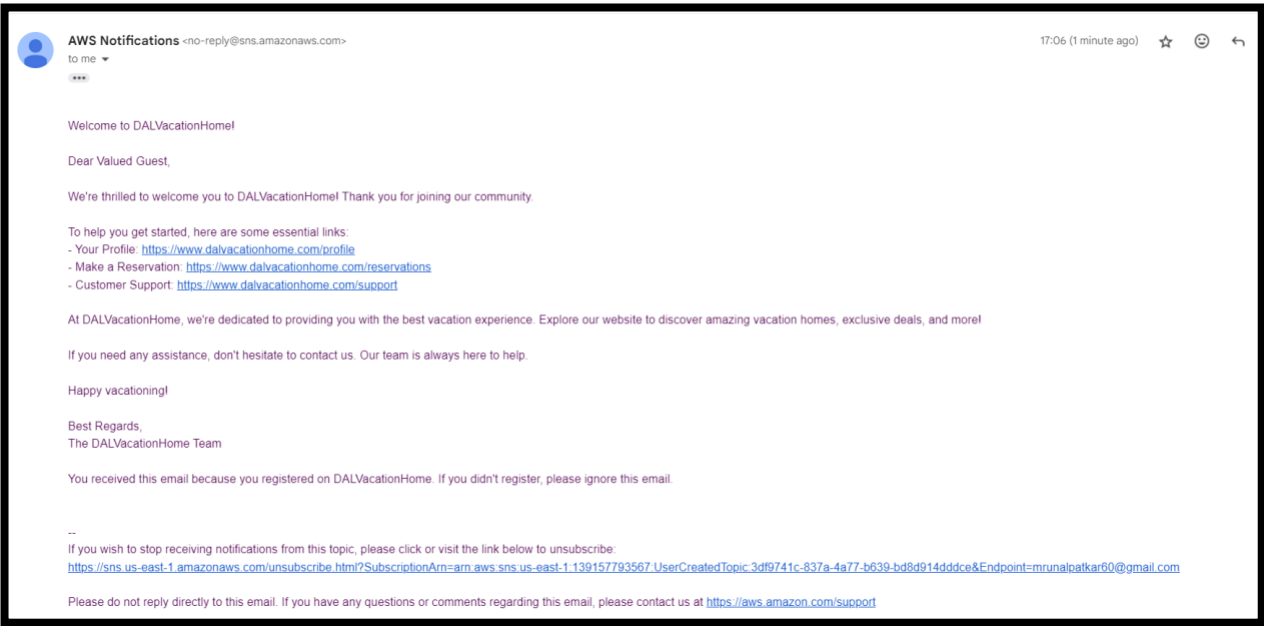 AWS Notifications <no-reply@sns.amazonaws.com>
17:06 (1 minute ago)
to me
Welcome to DALVacationHome!
Dear Valued Guest,
We're thrilled to welcome you to DALVacationHome! Thank you for joining our community.
To help you get started, here are some essential links:
- Your Profile: https://www.dalvacationhome.com/profile
- Make a Reservation: https://www.dalvacationhome.com/reservations
- Customer Support: https://www.dalvacationhome.com/support
At DALVacationHome, we're dedicated to providing you with the best vacation experience. Explore our website to discover amazing vacation homes, exclusive deals, and more!
If you need any assistance, don't hesitate to contact us. Our team is always here to help.
Happy vacationing!
Best Regards,
The DALVacationHome Team
You received this email because you registered on DALVacationHome. If you didn't register, please ignore this email.
--
If you wish to stop receiving notifications from this topic, please click or visit the link below to unsubscribe:
https://sns.us-east-1.amazonaws.com/unsubscribe.html?SubscriptionArn=arn:aws:sns:us-east-1:139157793567:UserCreatedTopic:3df9741c-837a-4a77-b639-bd8d914dddce&Endpoint=mrunalpatkar60@gmail.com
Please do not reply directly to this email. If you have any questions or comments regarding this email, please contact us at https://aws.amazon.com/support